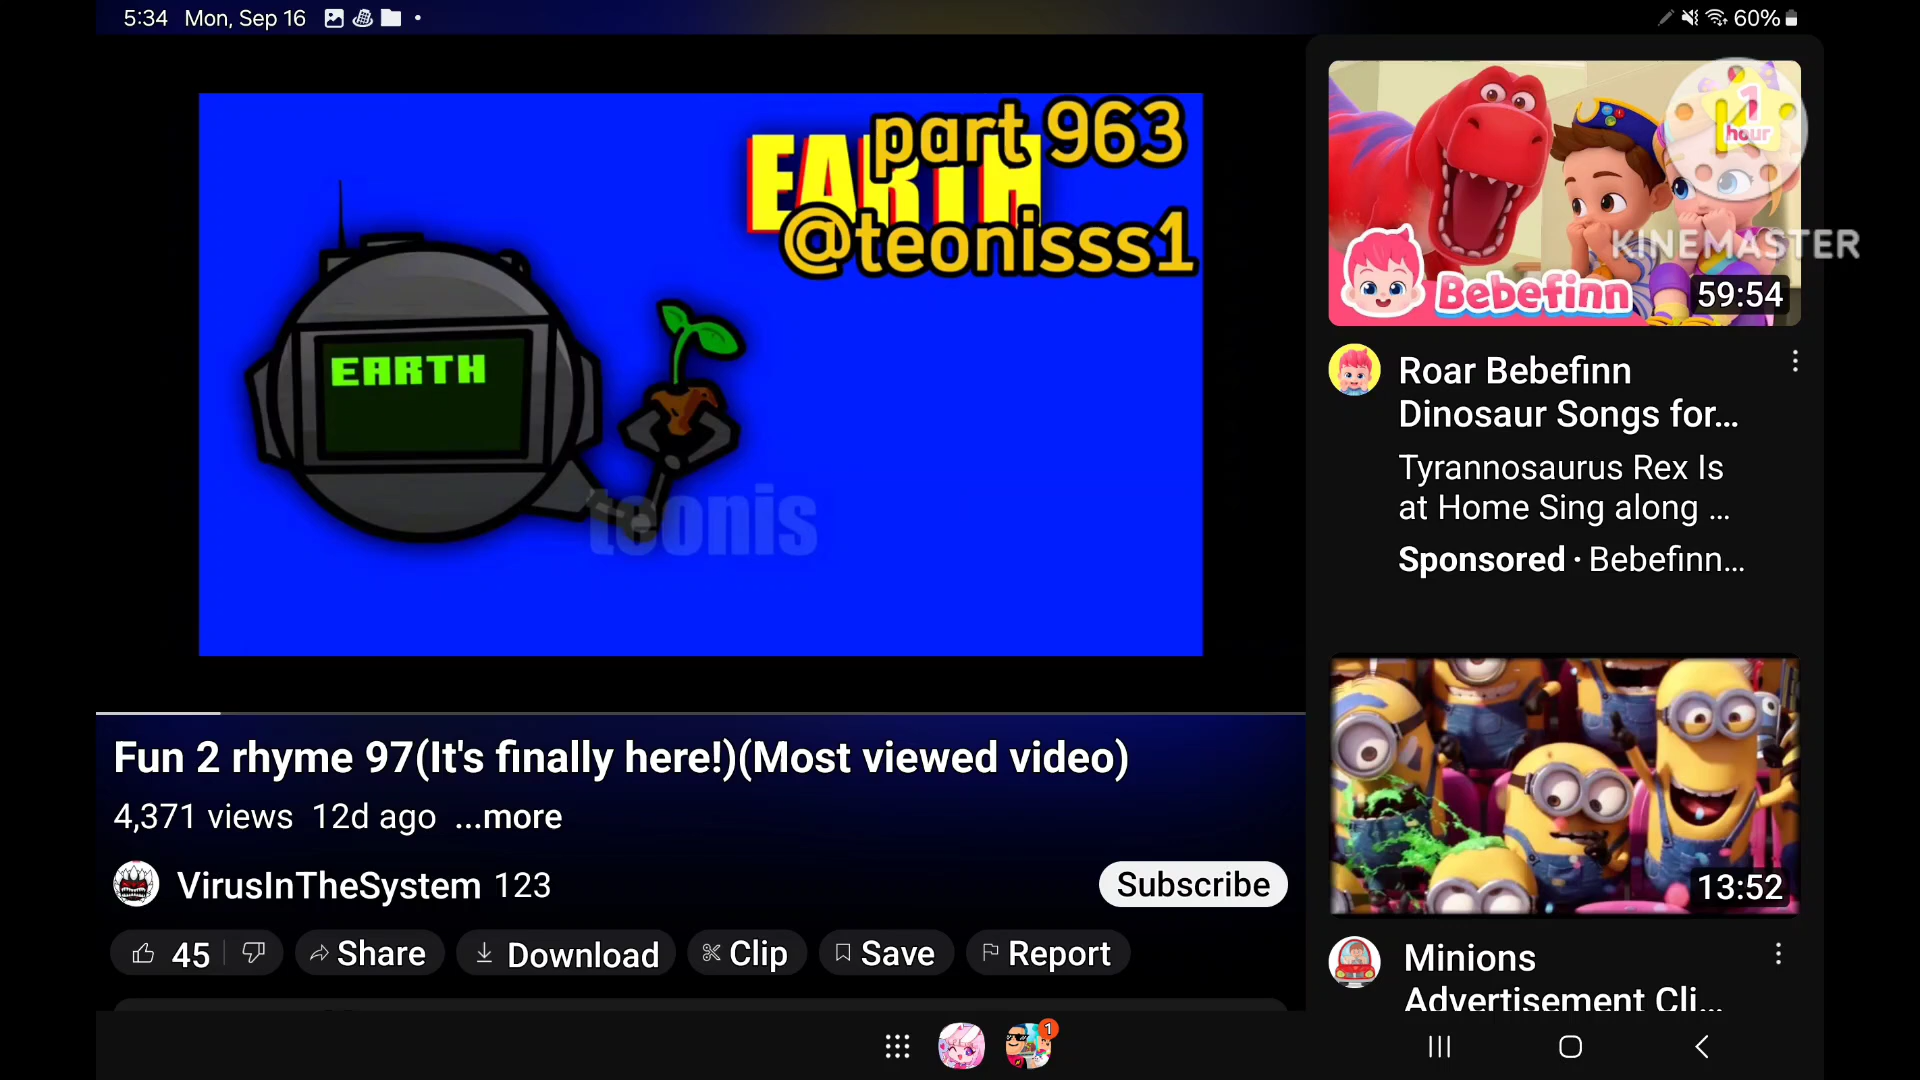 5:34 Mon, Sep 16
60%
part 963
EARTH
@teonisss1
EARTH
teonis
1
hour
KINEMASTER
Bebefinn
59:54
Roar Bebefinn
Dinosaur Songs for...
Tyrannosaurus Rex Is
at Home Sing along ...
Sponsored · Bebefinn...
Fun 2 rhyme 97(It's finally here!)(Most viewed video)
4,371 views 12d ago ...more
VirusInTheSystem 123
Subscribe
45 Share Download Clip Save Report
13:52
Minions
Advertisement Cli...
1